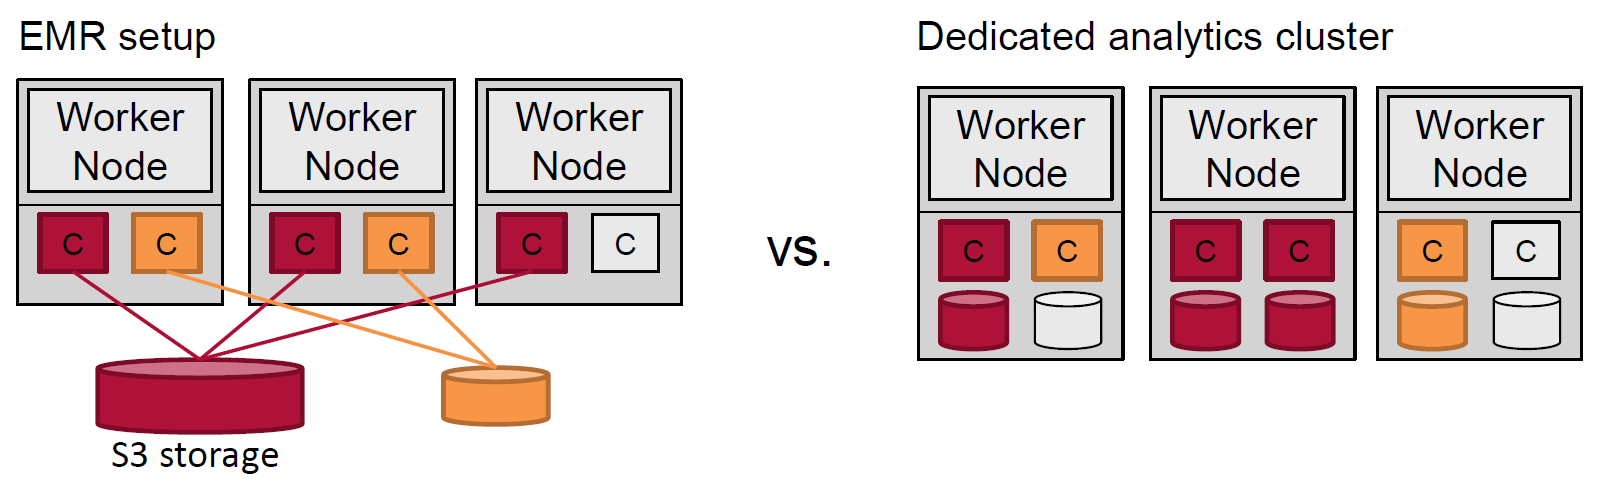 EMR setup
Worker
Node
C C
Worker
Node
C C
Worker
Node
C C
S3 storage
vs.
Dedicated analytics cluster
Worker
Node
C C
Worker
Node
C C
Worker
Node
C C